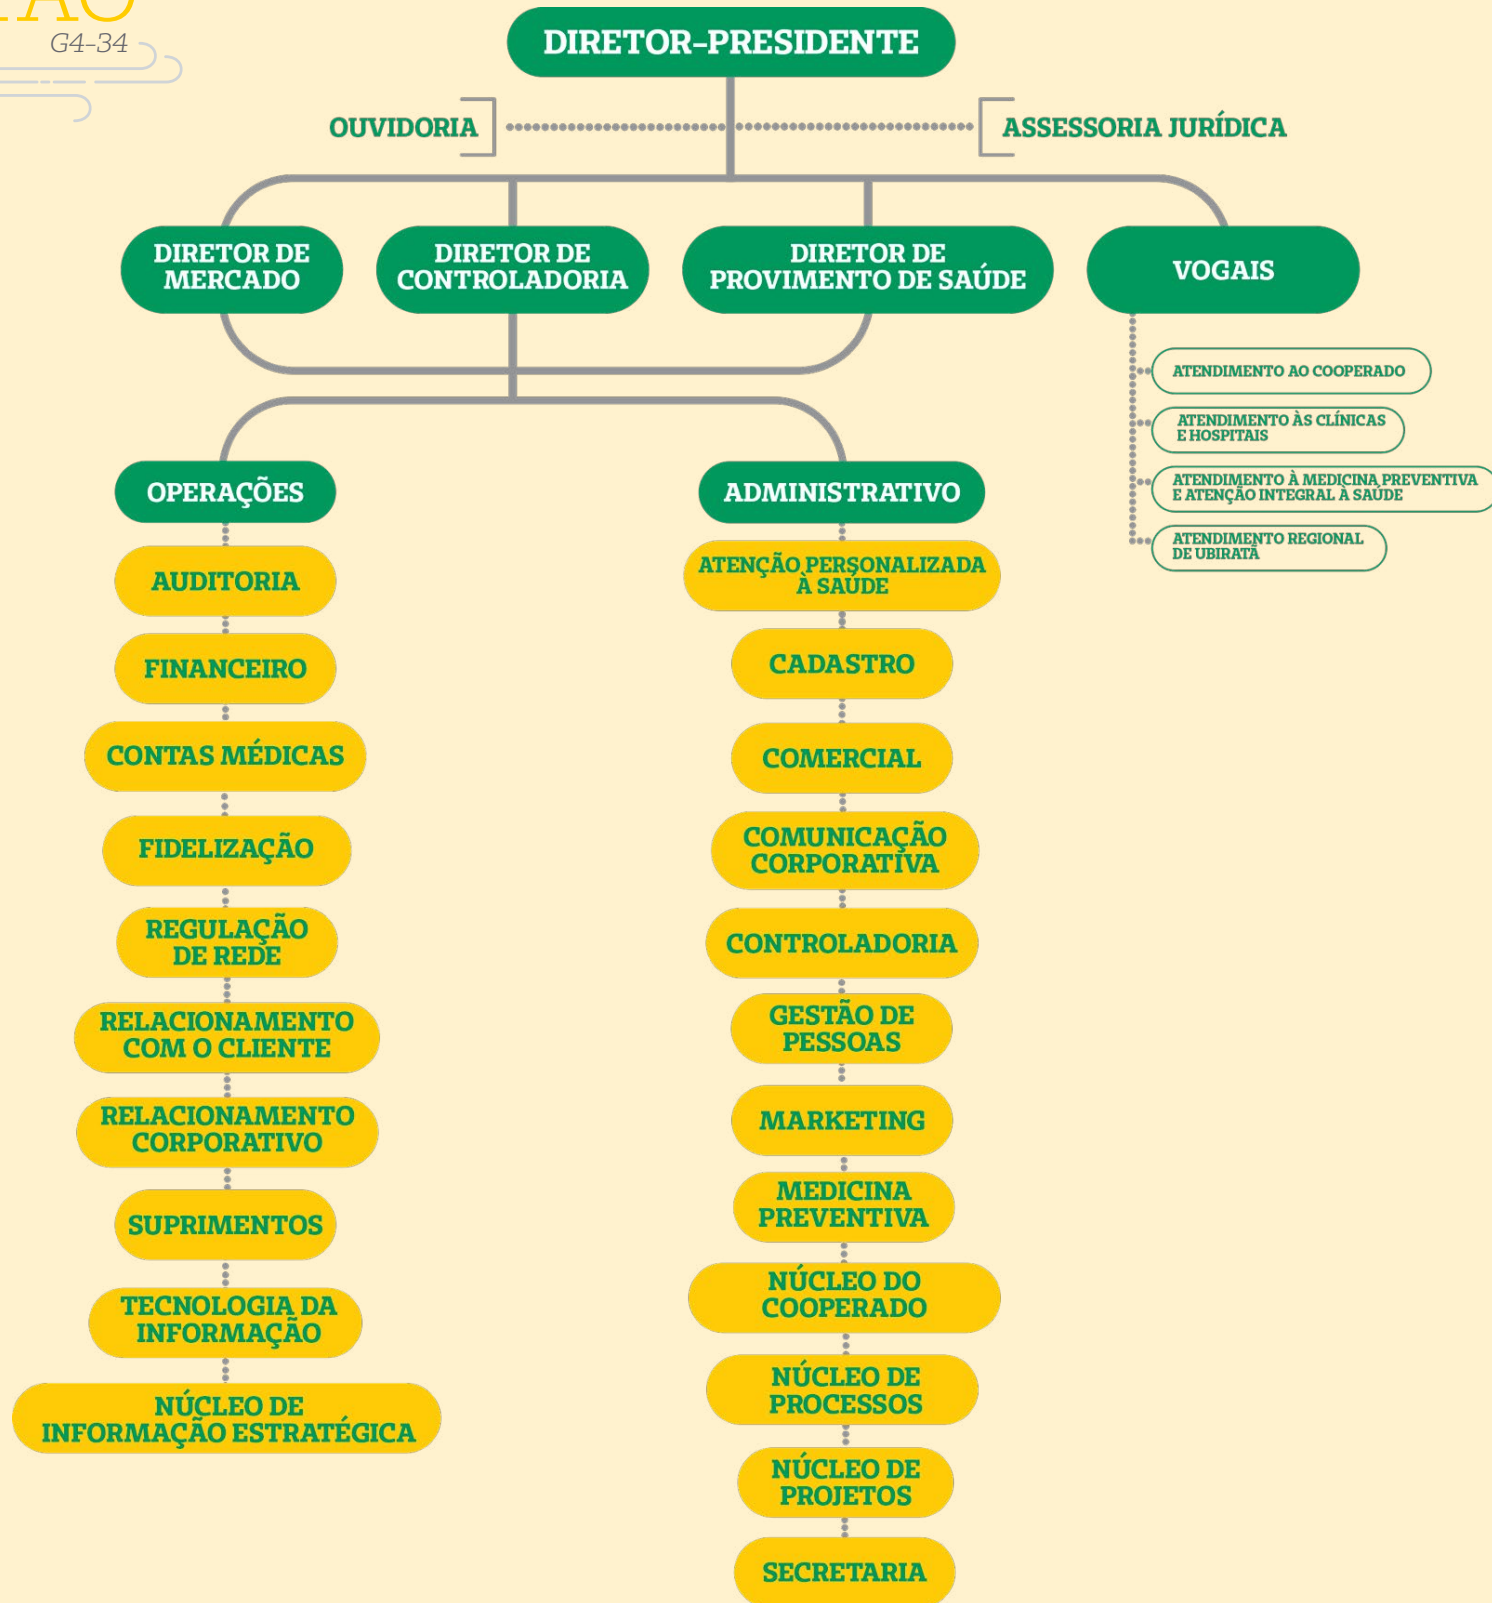 G4-34
DIRETOR-PRESIDENTE
OUVIDORIA
ASSESSORIA JURÍDICA
DIRETOR DE
MERCADO
DIRETOR DE
CONTROLADORIA
DIRETOR DE
PROVIMENTO DE SAÚDE
VOGAIS
ATENDIMENTO AO COOPERADO
ATENDIMENTO ÀS CLÍNICAS
E HOSPITAIS
ATENDIMENTO À MEDICINA PREVENTIVA
E ATENÇÃO INTEGRAL À SAÚDE
ATENDIMENTO REGIONAL
DE UBIRATÃ
OPERAÇÕES
AUDITORIA
FINANCEIRO
CONTAS MÉDICAS
FIDELIZAÇÃO
REGULAÇÃO
DE REDE
RELACIONAMENTO
COM O CLIENTE
RELACIONAMENTO
CORPORATIVO
SUPRIMENTOS
TECNOLOGIA DA
INFORMAÇÃO
NÚCLEO DE
INFORMAÇÃO ESTRATÉGICA
ADMINISTRATIVO
ATENÇÃO PERSONALIZADA
À SAÚDE
CADASTRO
COMERCIAL
COMUNICAÇÃO
CORPORATIVA
CONTROLADORIA
GESTÃO DE
PESSOAS
MARKETING
MEDICINA
PREVENTIVA
NÚCLEO DO
COOPERADO
NÚCLEO DE
PROCESSOS
NÚCLEO DE
PROJETOS
SECRETARIA